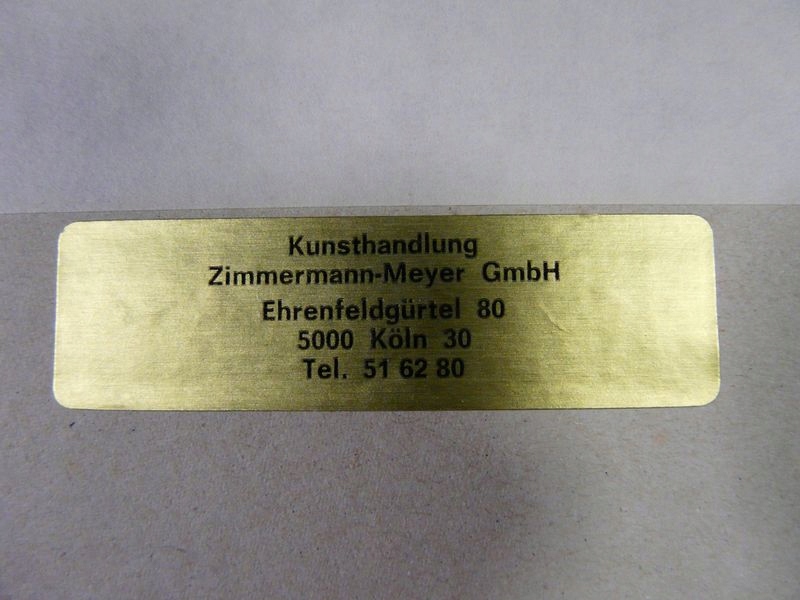 Kunsthandlung
Zimmermann-Meyer GmbH
Ehrenfeldgürtel 80
5000 Köln 30
Tel. 51 62 80